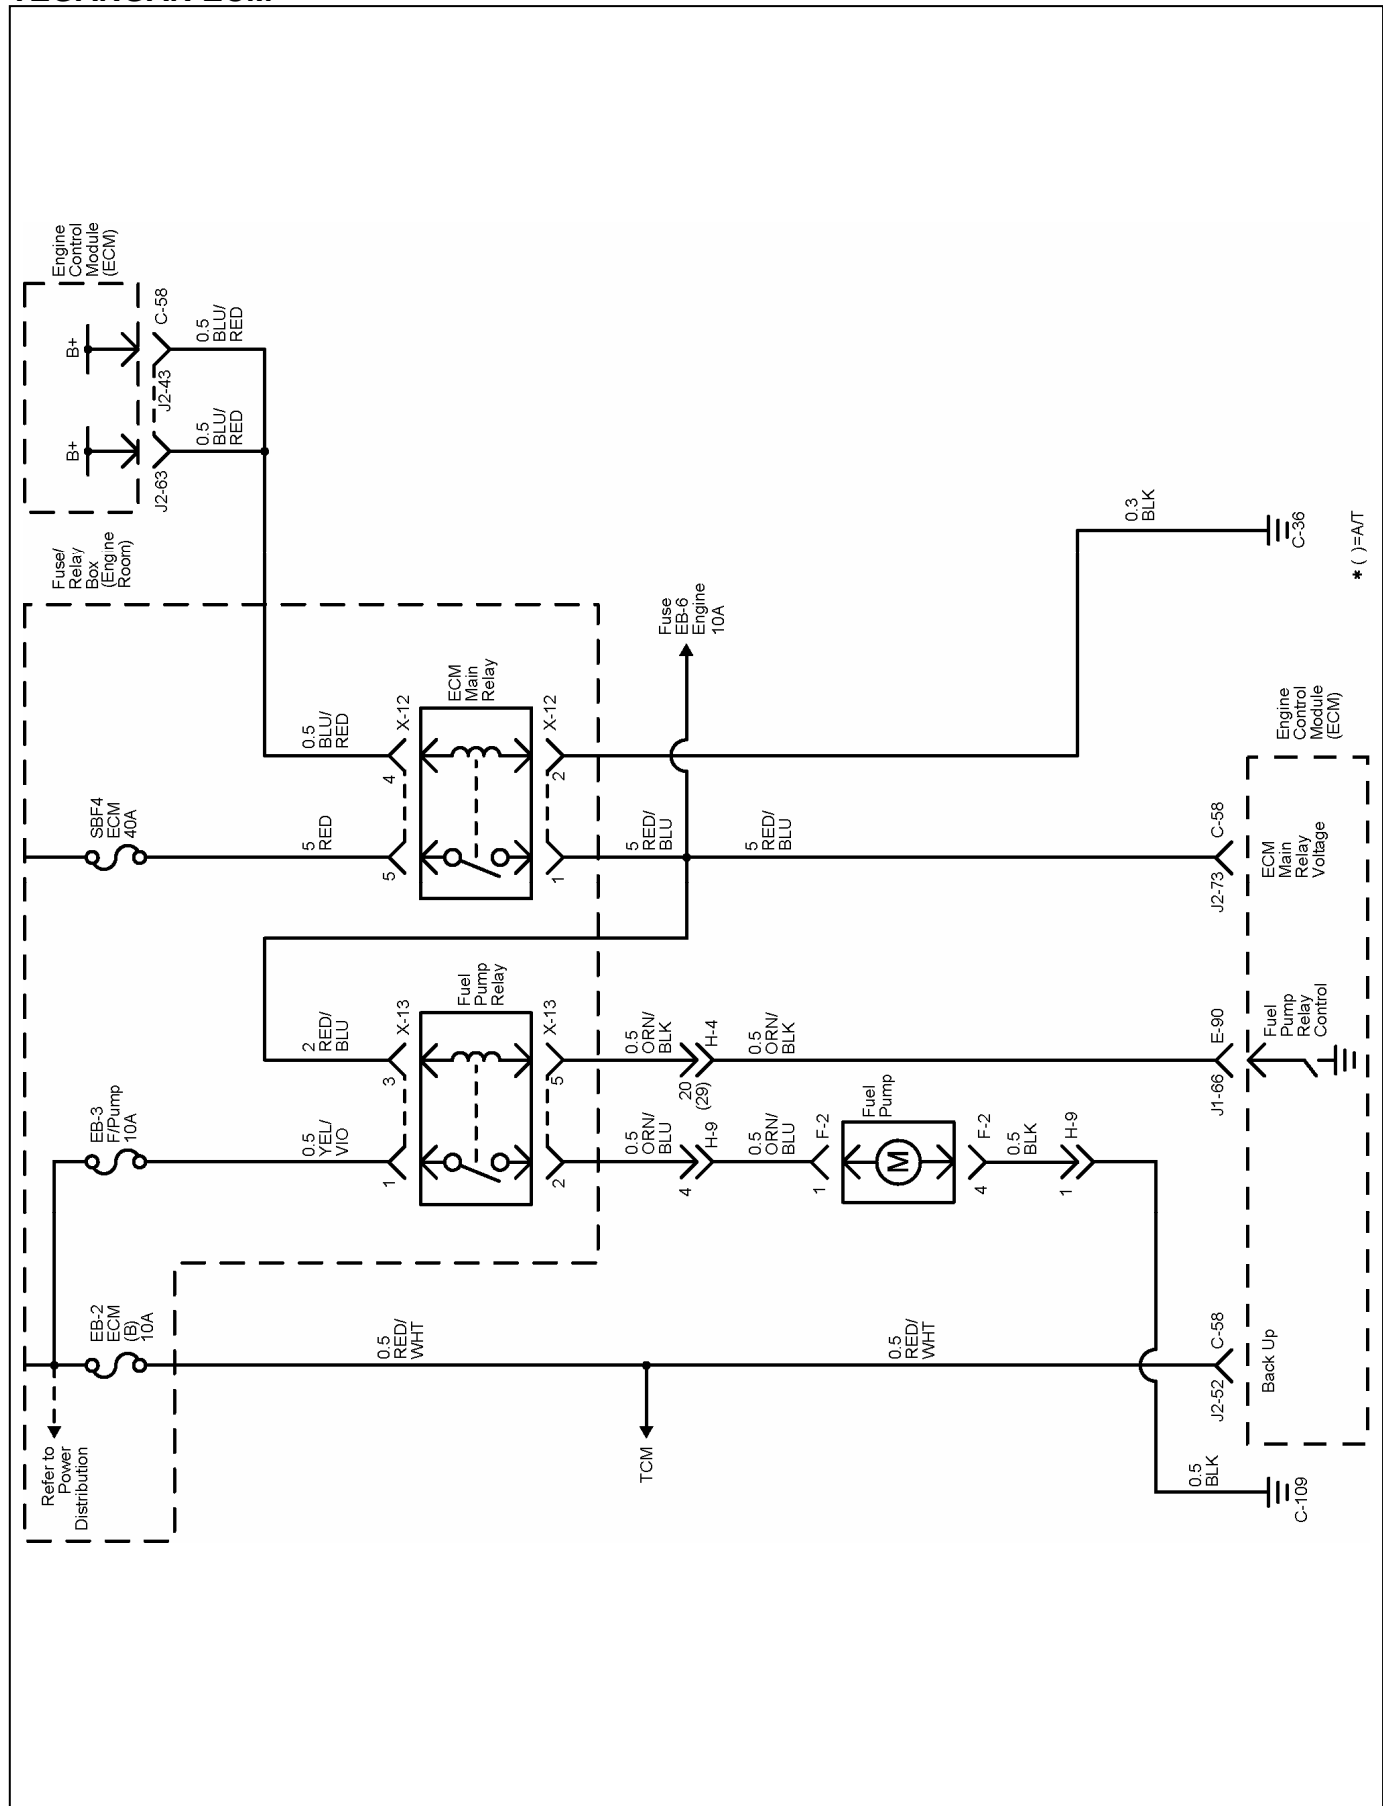 Engine
Control
Module
(ECM)
B+
B+
J2-63
J2-43
C-58
0.5
BLU/
RED
0.5
BLU/
RED
Fuse/
Relay
Box
(Engine
Room)
Refer to
Power
Distribution
EB-2
ECM
(B)
10A
EB-3
F/Pump
10A
SBF4
ECM
40A
0.5
YEL/
VIO
2
RED/
BLU
5
RED
0.5
BLU/
RED
0.5
RED/
WHT
1
3
X-13
5
4
X-12
Fuel
Pump
Relay
ECM
Main
Relay
2
5
X-13
1
2
X-12
0.5
ORN/
BLU
0.5
ORN/
BLK
5
RED/
BLU
Fuse
EB-6
Engine
10A
TCM
4
H-9
20
(29)
H-4
0.5
ORN/
BLU
0.5
ORN/
BLK
5
RED/
BLU
1
F-2
Fuel
Pump
M
0.5
RED/
WHT
4
F-2
0.5
BLK
1
H-9
0.3
BLK
0.5
BLK
J2-52
C-58
J1-66
E-90
J2-73
C-58
Engine
Control
Module
(ECM)
Back Up
Fuel
Pump
Relay
Control
ECM
Main
Relay
Voltage
C-109
C-36
* ( )=A/T